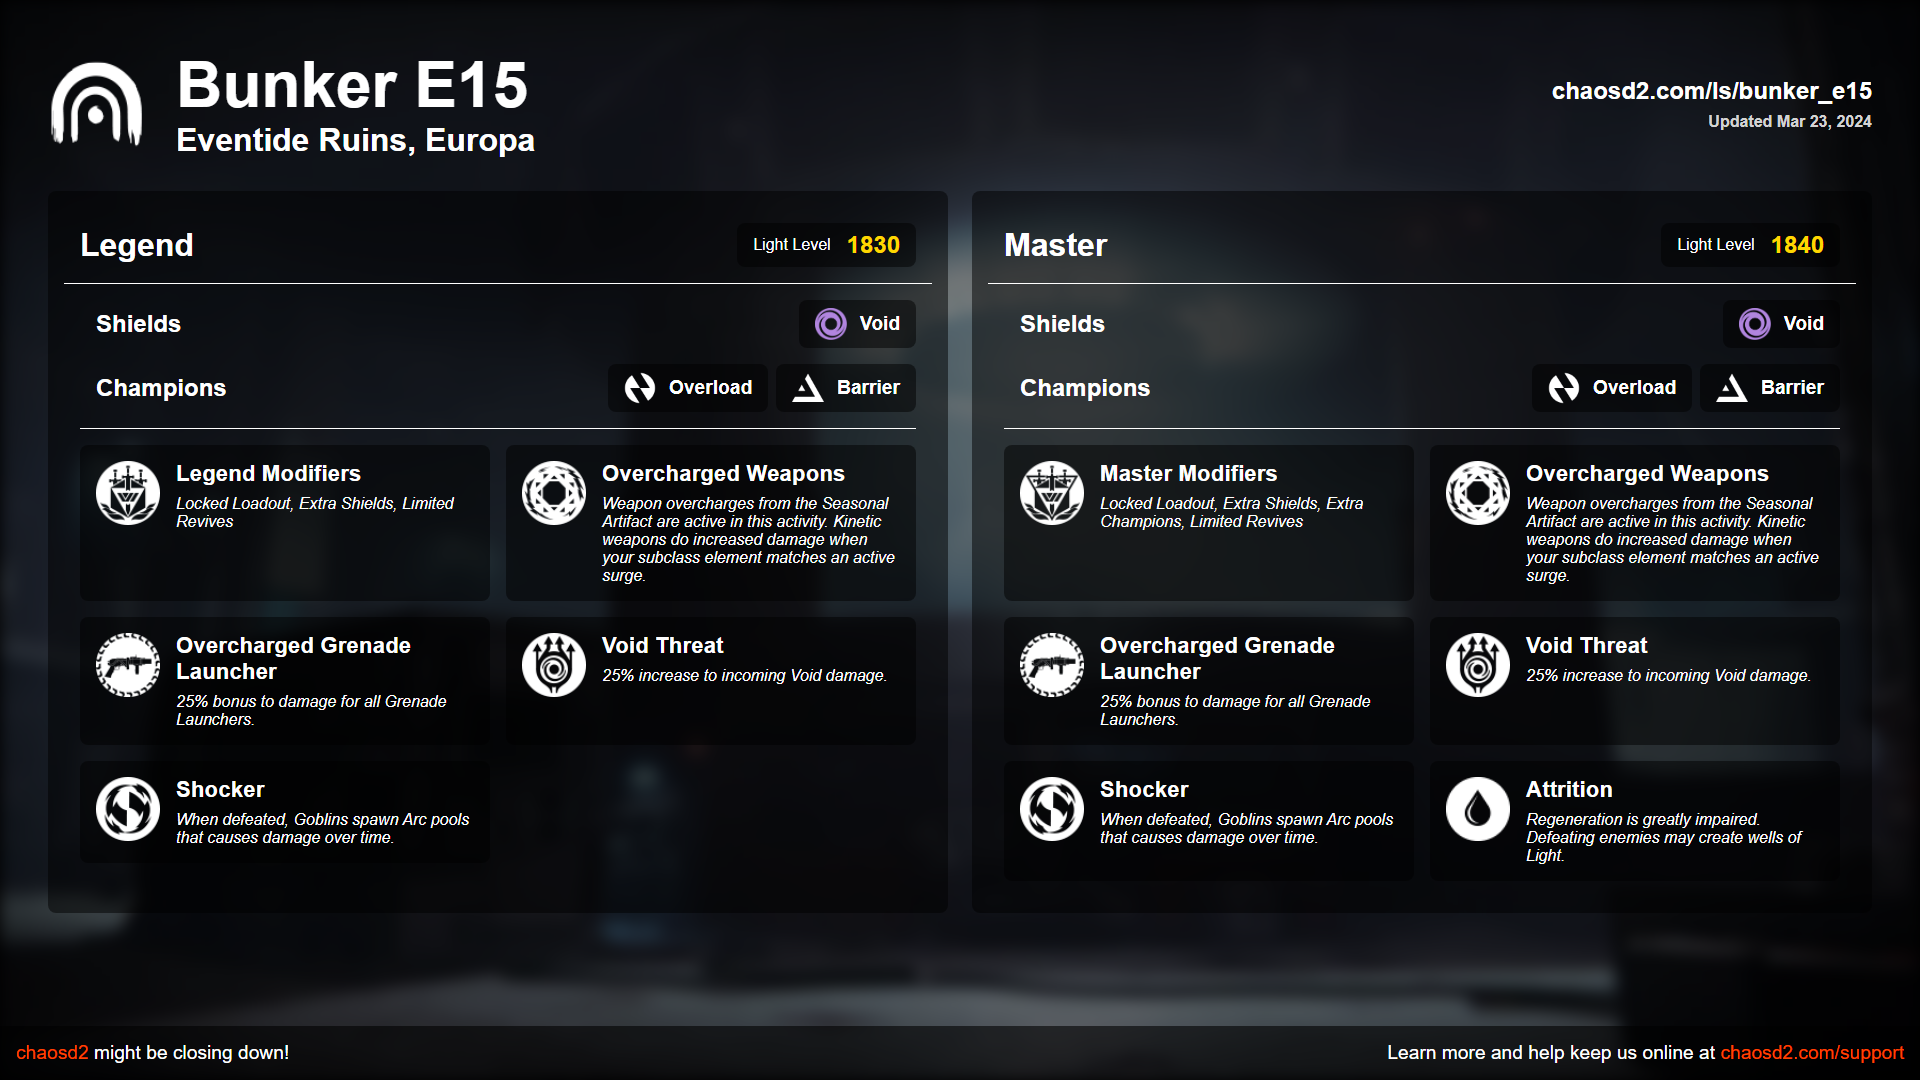 Bunker E15
Eventide Ruins, Europa
chaosd2.com/ls/bunker_e15
Updated Mar 23, 2024
Legend
Light Level 1830
Shields
Void
Champions
Overload
Barrier
Legend Modifiers
Locked Loadout, Extra Shields, Limited
Revives
Overcharged Weapons
Weapon overcharges from the Seasonal
Artifact are active in this activity. Kinetic
weapons do increased damage when
your subclass element matches an active
surge.
Overcharged Grenade
Launcher
25% bonus to damage for all Grenade
Launchers.
Void Threat
25% increase to incoming Void damage.
Shocker
When defeated, Goblins spawn Arc pools
that causes damage over time.
Master
Light Level 1840
Shields
Void
Champions
Overload
Barrier
Master Modifiers
Locked Loadout, Extra Shields, Extra
Champions, Limited Revives
Overcharged Weapons
Weapon overcharges from the Seasonal
Artifact are active in this activity. Kinetic
weapons do increased damage when
your subclass element matches an active
surge.
Overcharged Grenade
Launcher
25% bonus to damage for all Grenade
Launchers.
Void Threat
25% increase to incoming Void damage.
Shocker
When defeated, Goblins spawn Arc pools
that causes damage over time.
Attrition
Regeneration is greatly impaired.
Defeating enemies may create wells of
Light.
chaosd2 might be closing down!
Learn more and help keep us online at chaosd2.com/support